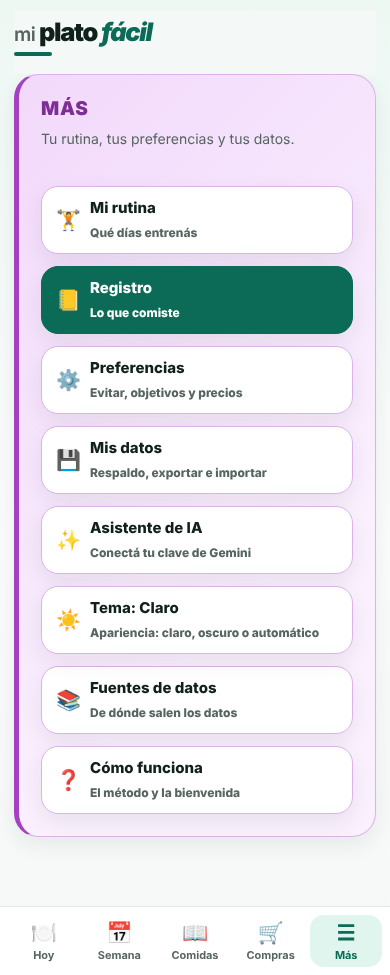 mi plato fácil
MÁS
Tu rutina, tus preferencias y tus datos.
Mi rutina
Qué días entrenás
Registro
Lo que comiste
Preferencias
Evitar, objetivos y precios
Mis datos
Respaldo, exportar e importar
Asistente de IA
Conectá tu clave de Gemini
Tema: Claro
Apariencia: claro, oscuro o automático
Fuentes de datos
De dónde salen los datos
Cómo funciona
El método y la bienvenida
Hoy
Semana
Comidas
Compras
Más